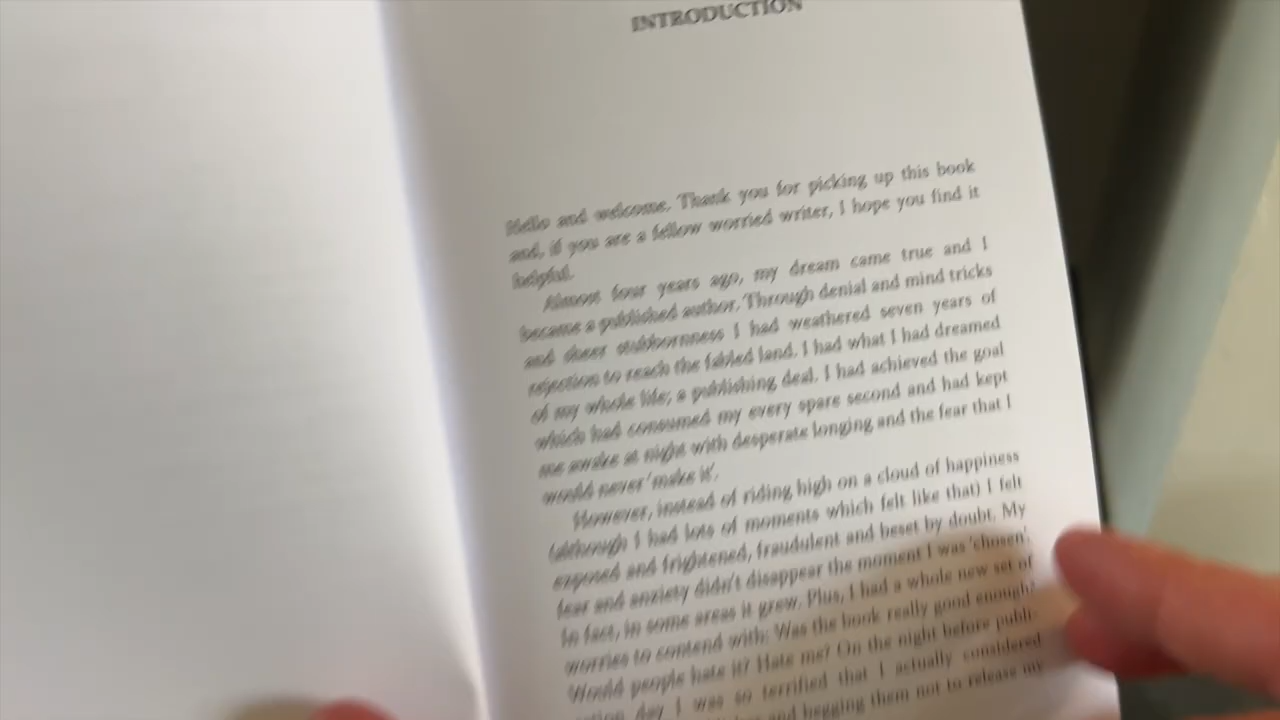 INTRODUCTION
Hello and welcome. Thank you for picking up this book
and, if you are a fellow worried writer, I hope you find it
helpful.
Almost four years ago, my dream came true and I
became a published author. Through denial and mind tricks
and sheer stubbornness I had weathered seven years of
rejection to reach the fabled land. I had what I had dreamed
of my whole life; a publishing deal. I had achieved the goal
which had consumed my every spare second and had kept
me awake at night with desperate longing and the fear that I
would never 'make it'.
However, instead of riding high on a cloud of happiness
(although I had lots of moments which felt like that) I felt
exposed and frightened, fraudulent and beset by doubt. My
fear and anxiety didn't disappear the moment I was 'chosen'.
In fact, in some areas it grew. Plus, I had a whole new set of
worries to contend with: Was the book really good enough?
Would people hate it? Hate me? On the night before publi-
cation day I was so terrified that I actually considered
and begging them not to release my